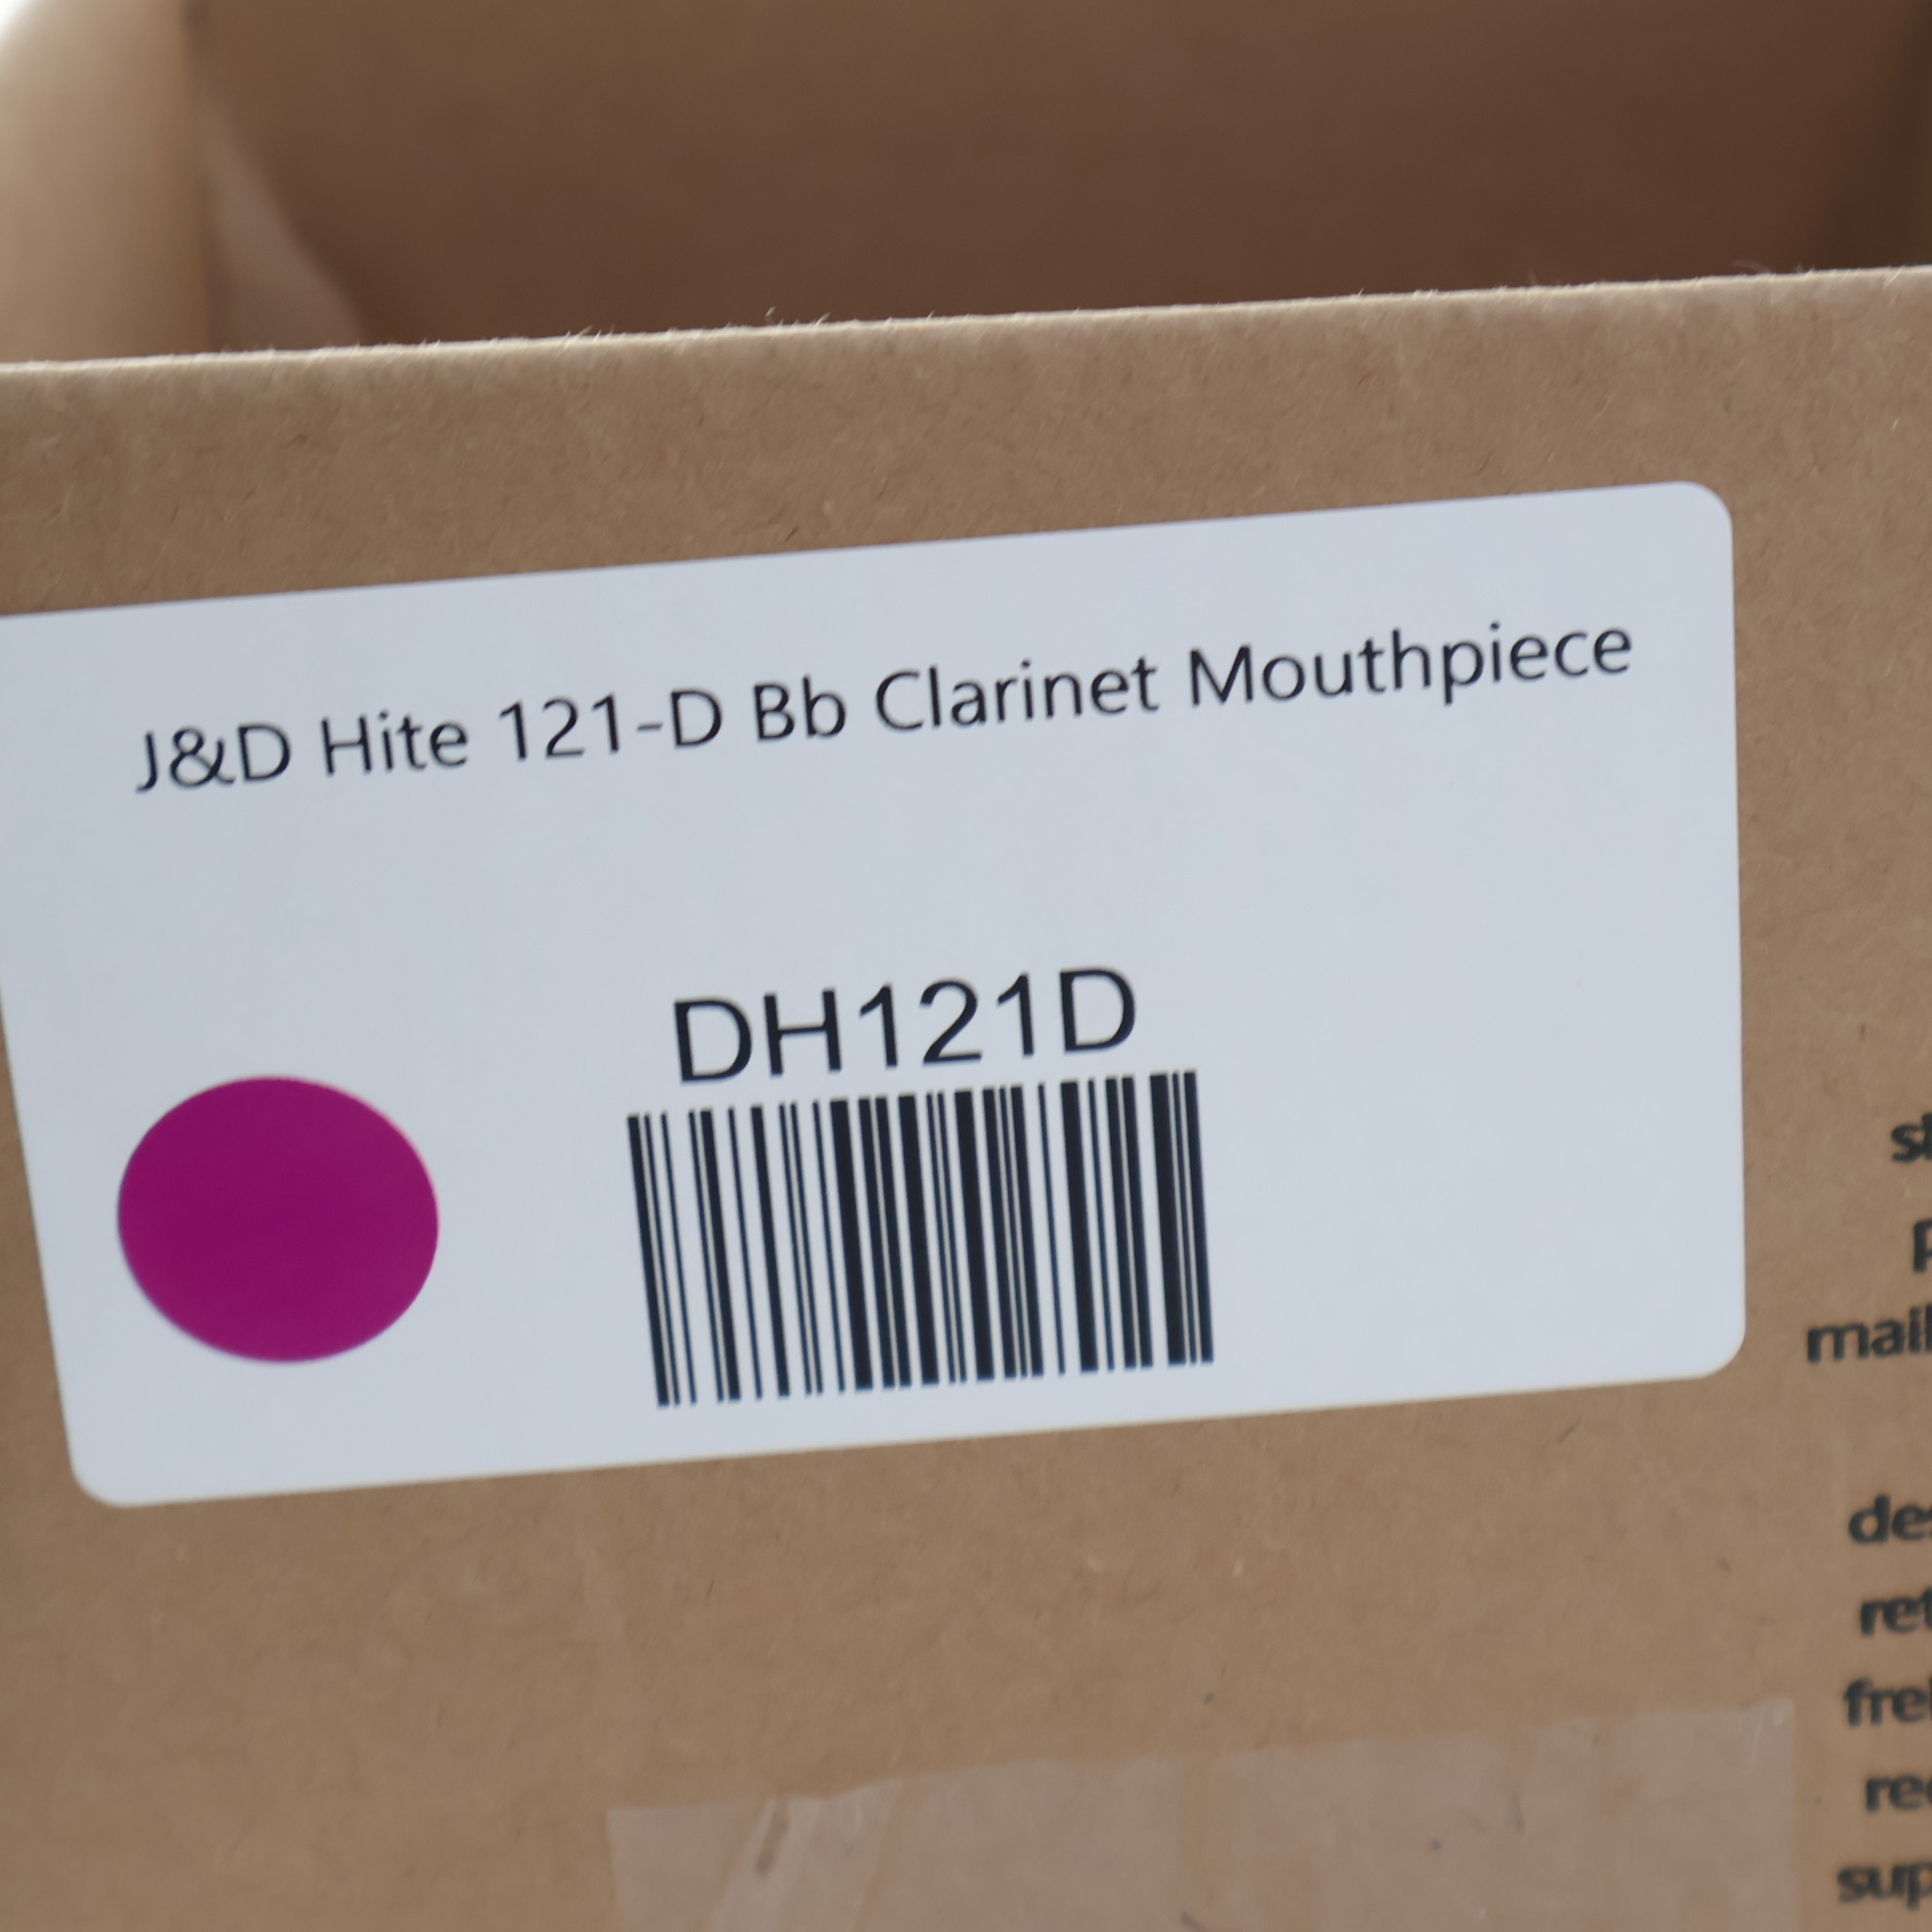 J&D Hite 121-D Bb Clarinet Mouthpiece
DH121D